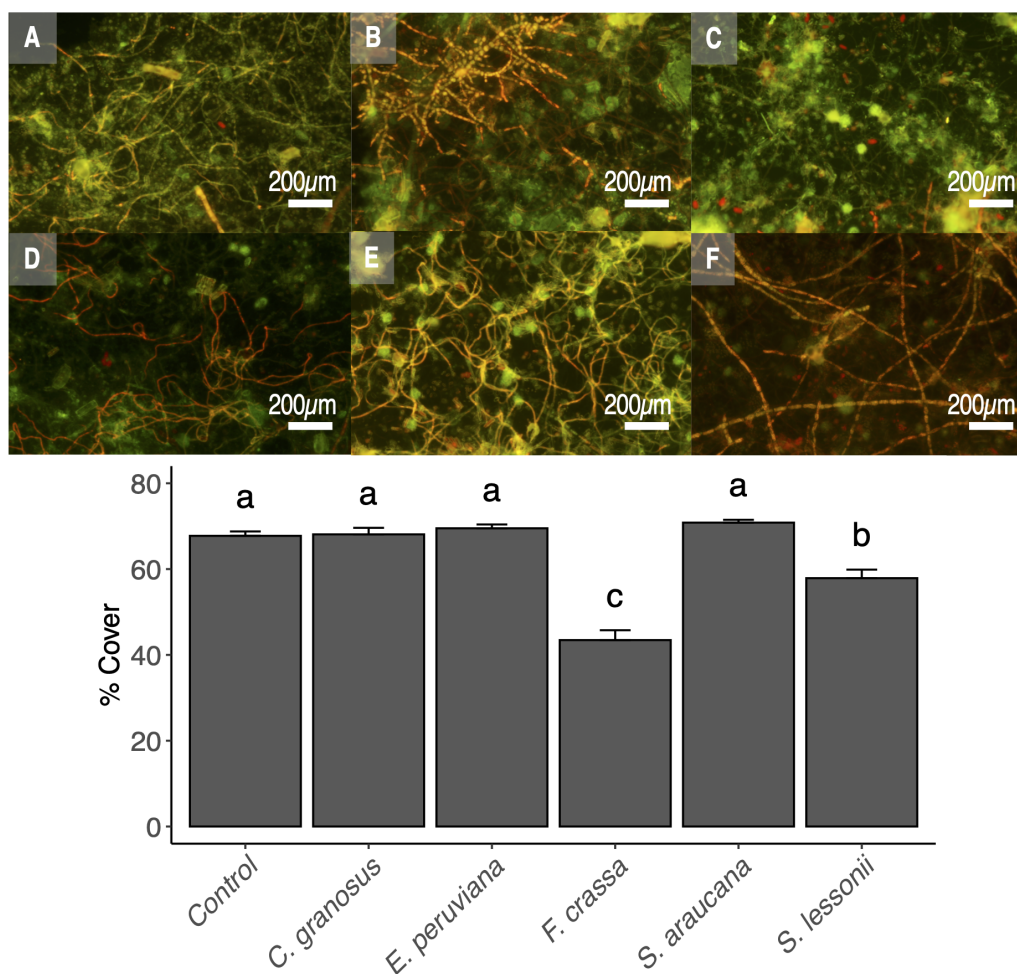 A
B
C
200µm
200µm
200µm
D
E
F
200µm
200µm
200µm
80
60
40
20
0
% Cover
a
a
a
c
a
b
Control
C. granosus
E. peruviana
F. crassa
S. araucana
S. lessonii